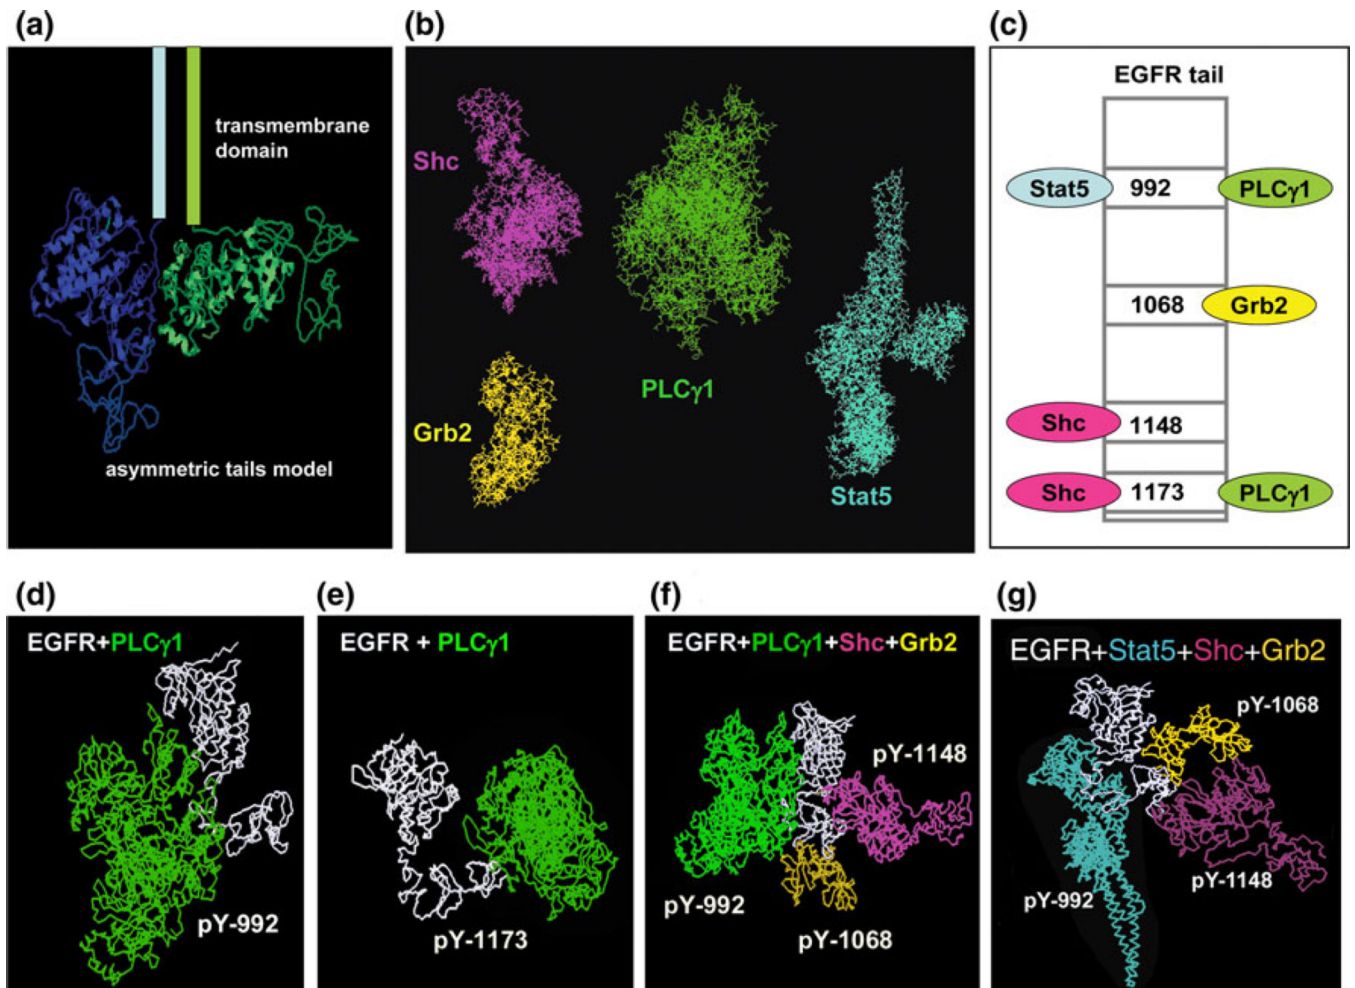 (a)
transmembrane
domain
asymmetric tails model
(b)
Shc
PLCγ1
Grb2
Stat5
(c)
EGFR tail
Stat5 992 PLCγ1
1068 Grb2
Shc 1148
Shc 1173 PLCγ1
(d)
EGFR+PLCγ1
pY-992
(e)
EGFR + PLCγ1
pY-1173
(f)
EGFR+PLCγ1+Shc+Grb2
pY-1148
pY-992
pY-1068
(g)
EGFR+Stat5+Shc+Grb2
pY-1068
pY-992
pY-1148